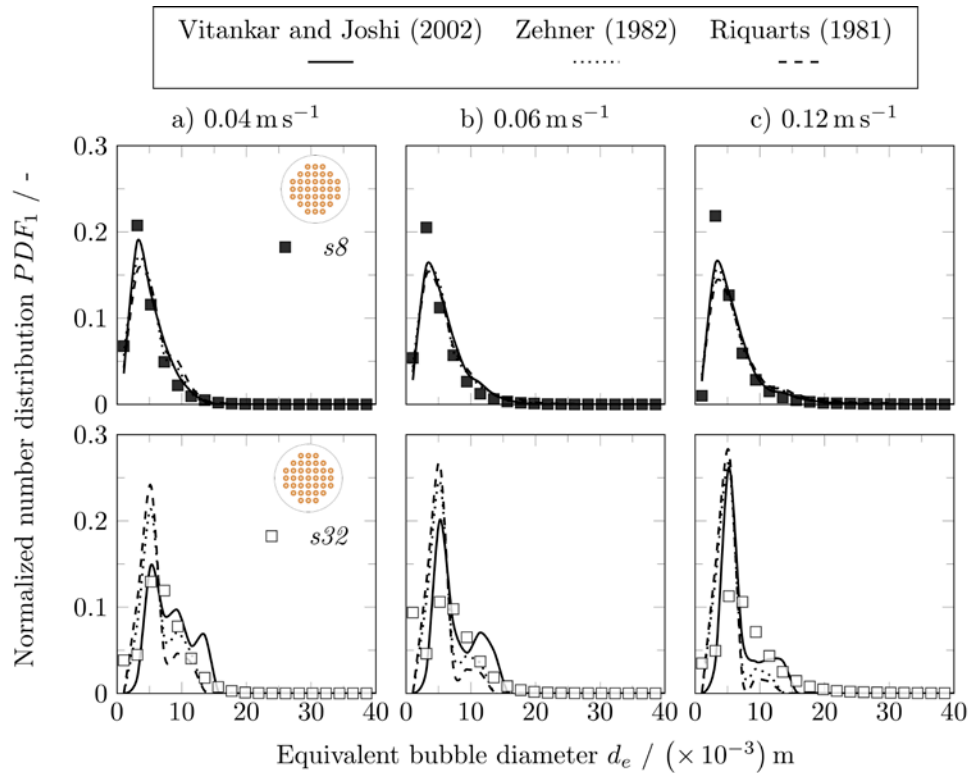 Vitankar and Joshi (2002) Zehner (1982) Riquarts (1981)
a) 0.04 m s⁻¹ b) 0.06 m s⁻¹ c) 0.12 m s⁻¹
0.3
0.2
0.1
0
s8
0.3
0.2
0.1
0
s32
0 10 20 30 40 0 10 20 30 40 0 10 20 30 40
Normalized number distribution PDF₁ / -
Equivalent bubble diameter dₑ / (×10⁻³) m